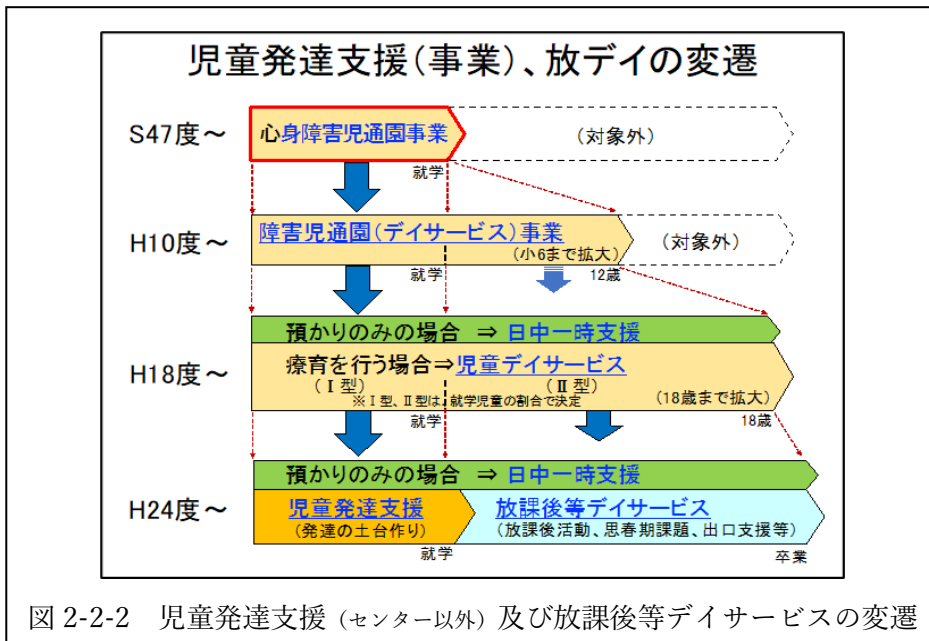 児童発達支援(事業)、放デイの変遷
S47度~
心身障害児通園事業
(対象外)
就学
H10度~
障害児通園(デイサービス)事業
(小6まで拡大)
(対象外)
就学
12歳
預かりのみの場合 ⇒ 日中一時支援
H18度~
療育を行う場合⇒児童デイサービス
(Ⅰ型) (Ⅱ型)
※Ⅰ型、Ⅱ型は、就学児童の割合で決定
(18歳まで拡大)
就学
18歳
預かりのみの場合 ⇒ 日中一時支援
H24度~
児童発達支援
(発達の土台作り)
放課後等デイサービス
(放課後活動、思春期課題、出口支援等)
就学
卒業
図 2-2-2 児童発達支援(センター以外)及び放課後等デイサービスの変遷